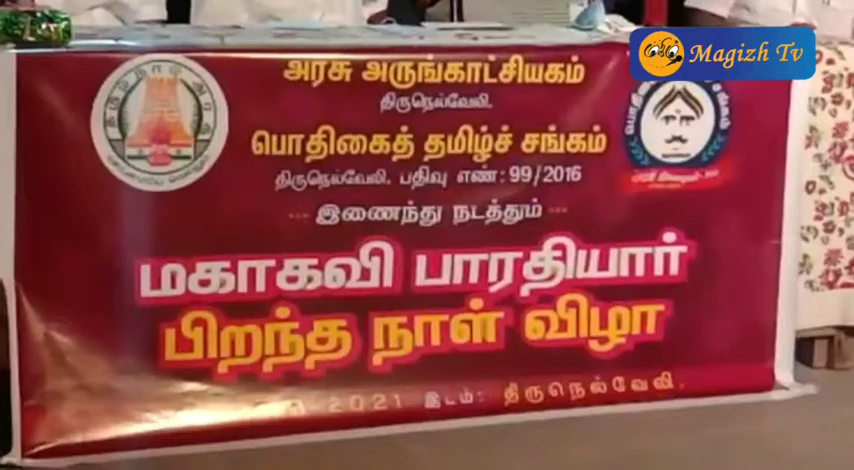 Magizh Tv
அரசு அருங்காட்சியகம்
திருநெல்வேலி.
பொதிகைத் தமிழ்ச் சங்கம்
திருநெல்வேலி. பதிவு எண்: 99/2016
--- இணைந்து நடத்தும் ---
மகாகவி பாரதியார்
பிறந்த நாள் விழா
2021 இடம்: திருநெல்வேலி.